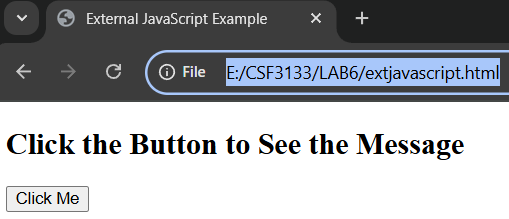 External JavaScript Example
File E:/CSF3133/LAB6/extjavascript.html
Click the Button to See the Message
Click Me